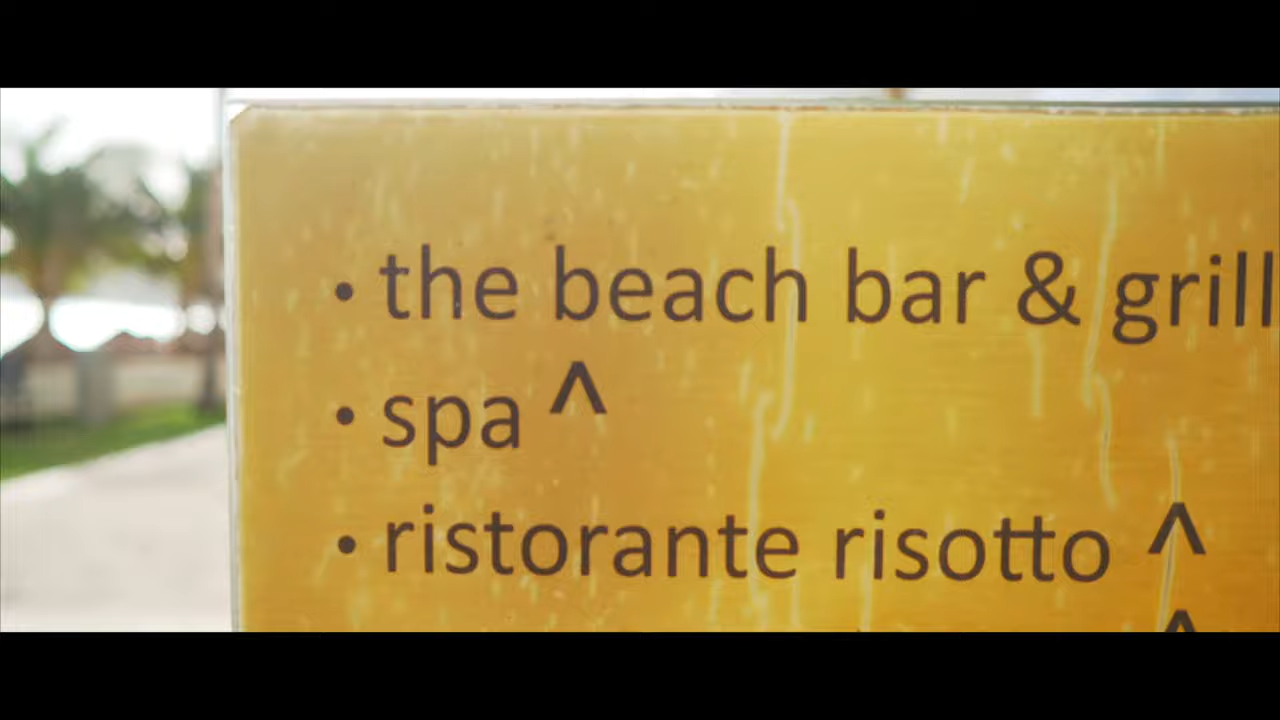 • the beach bar & grill
• spa ^
• ristorante risotto ^
^